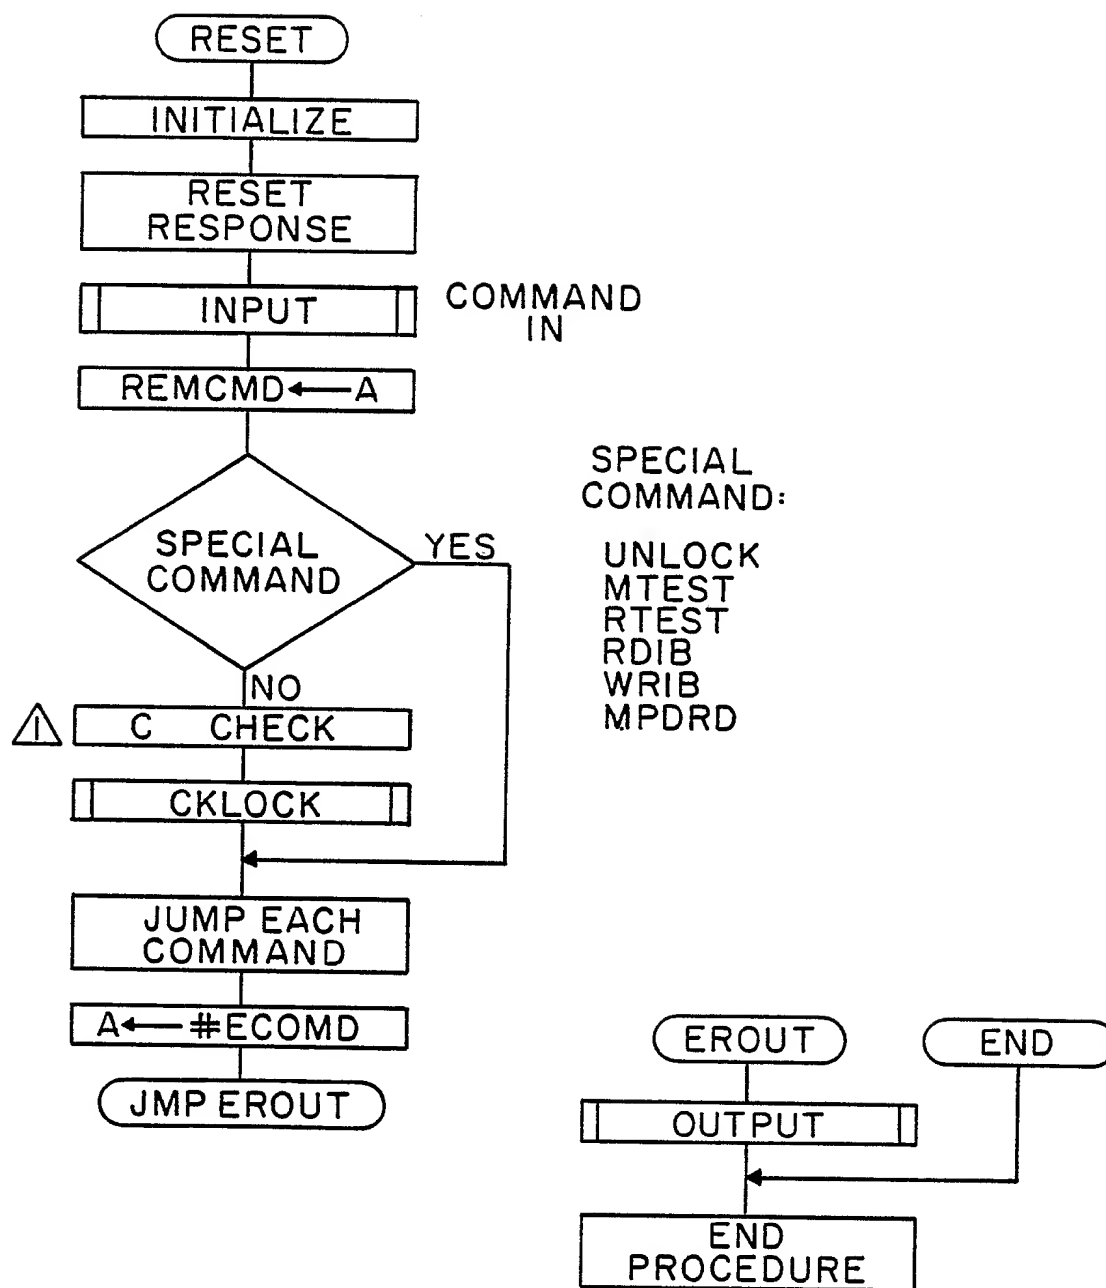 RESET
INITIALIZE
RESET
RESPONSE
INPUT
COMMAND
IN
REMCMD ← A
SPECIAL
COMMAND
YES
NO
SPECIAL
COMMAND:
UNLOCK
MTEST
RTEST
RDIB
WRIB
MPDRD
1
C CHECK
CKLOCK
JUMP EACH
COMMAND
A ← #ECOMD
JMP EROUT
EROUT
END
OUTPUT
END
PROCEDURE